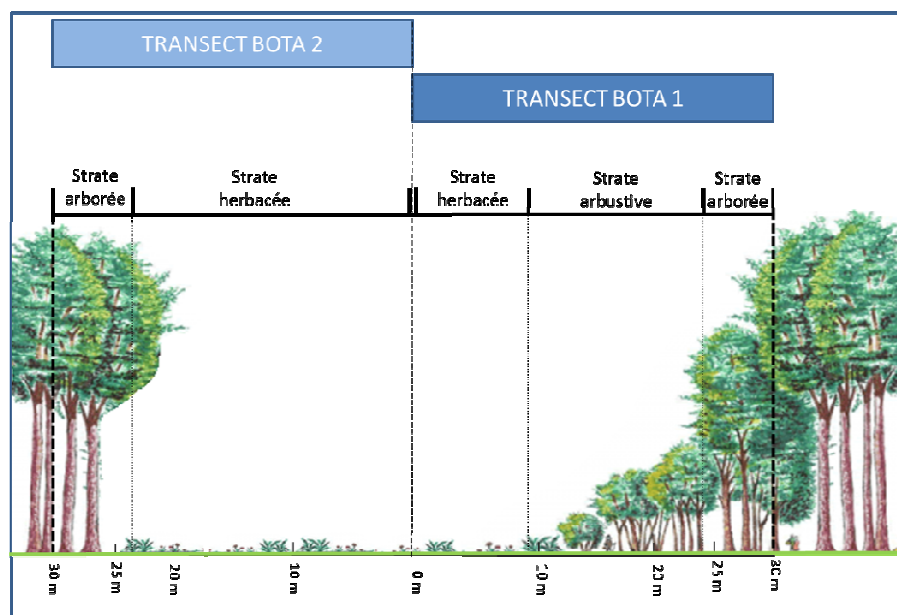 TRANSECT BOTA 2
TRANSECT BOTA 1
Strate
arborée
Strate
herbacée
Strate
herbacée
Strate
arbustive
Strate
arborée
30 m
25 m
20 m
10 m
0 m
10 m
20 m
25 m
30 m